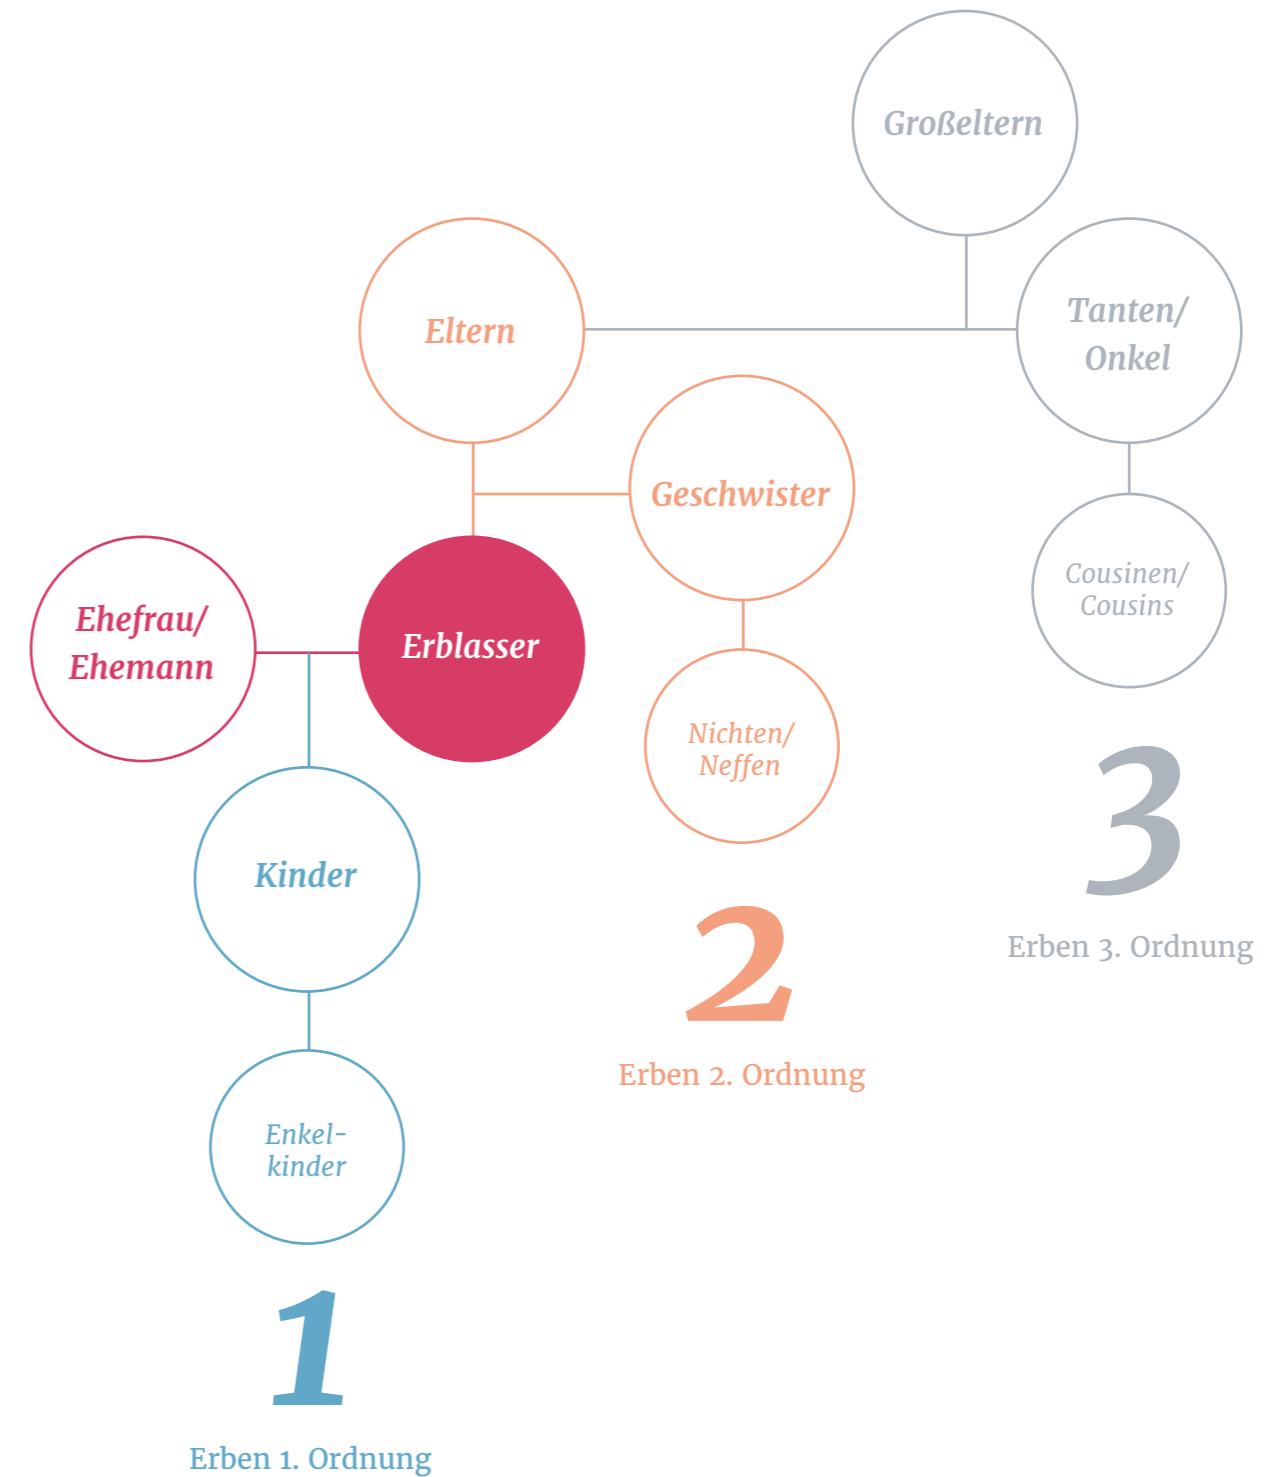 Großeltern
Tanten/
Onkel
Eltern
Geschwister
Cousinen/
Cousins
Ehefrau/
Ehemann
Erblasser
Nichten/
Neffen
Kinder
3
Erben 3. Ordnung
2
Erben 2. Ordnung
Enkel-
kinder
1
Erben 1. Ordnung